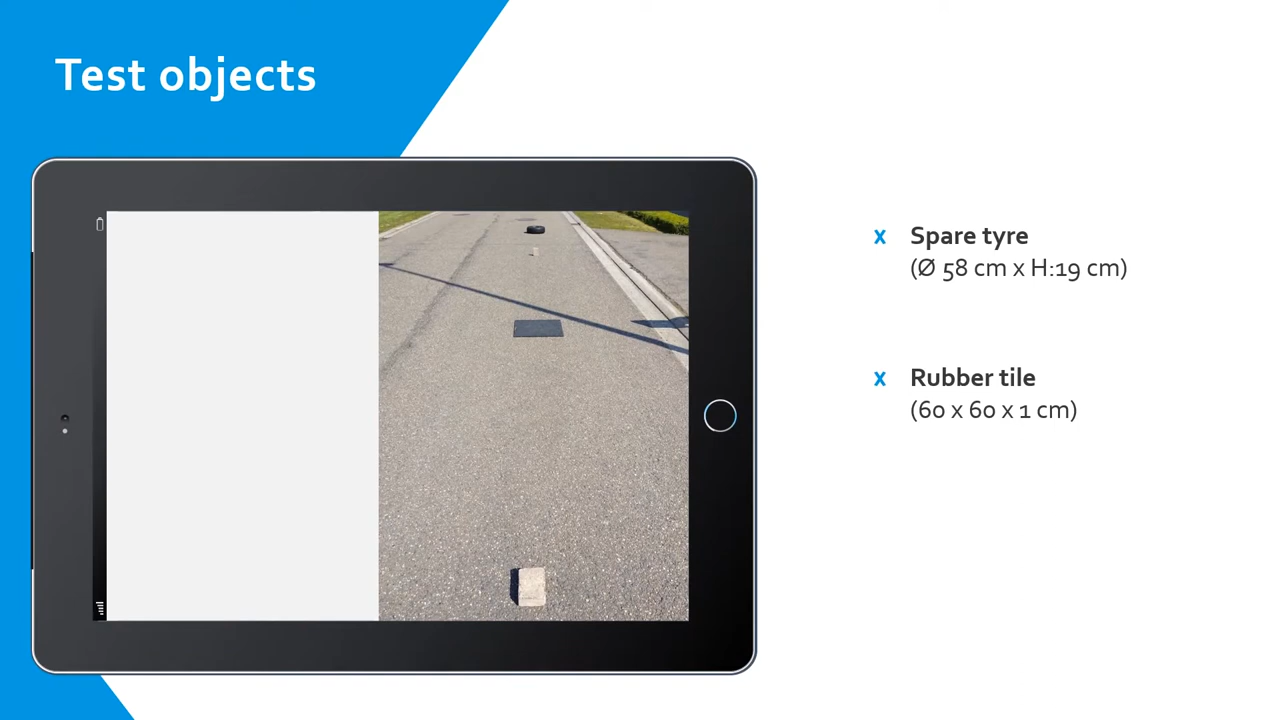 Test objects
x Spare tyre
(Ø 58 cm x H:19 cm)
x Rubber tile
(60 x 60 x 1 cm)